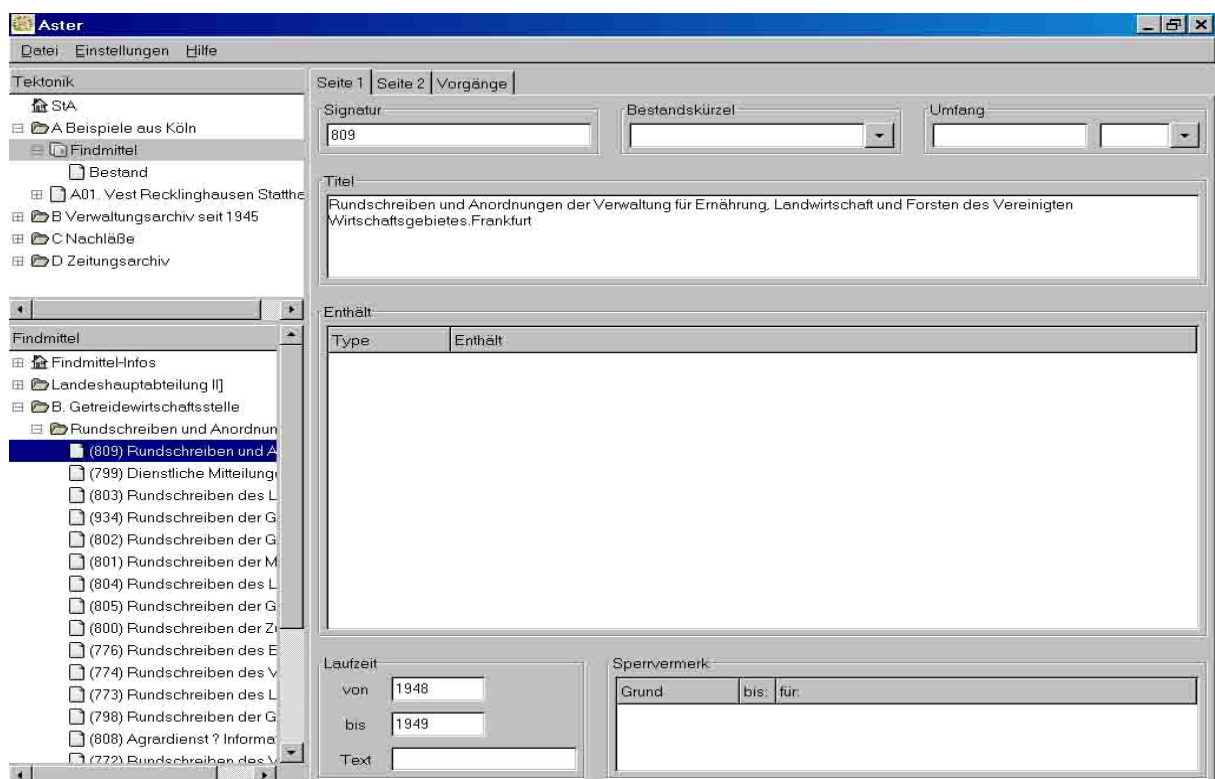 Aster
Datei Einstellungen Hilfe
Tektonik
StA
A Beispiele aus Köln
Findmittel
Bestand
A01. Vest Recklinghausen Statthe
B Verwaltungsarchiv seit 1945
C Nachläße
D Zeitungsarchiv
Findmittel
Findmittel-Infos
Landeshauptabteilung II]
B. Getreidewirtschaftsstelle
Rundschreiben und Anordnun
(809) Rundschreiben und A
(799) Dienstliche Mitteilung
(803) Rundschreiben des L
(934) Rundschreiben der G
(802) Rundschreiben der G
(801) Rundschreiben der M
(804) Rundschreiben des L
(805) Rundschreiben der G
(800) Rundschreiben der Zi
(776) Rundschreiben des E
(774) Rundschreiben des V
(773) Rundschreiben des L
(798) Rundschreiben der G
(808) Agrardienst ? Informa
(772) Rundschreiben des V
Seite 1 Seite 2 Vorgänge
Signatur
809
Bestandskürzel
Umfang
Titel
Rundschreiben und Anordnungen der Verwaltung für Ernährung, Landwirtschaft und Forsten des Vereinigten
Wirtschaftsgebietes.Frankfurt
Enthält
Type Enthält
Laufzeit
von 1948
bis 1949
Text
Sperrvermerk
Grund bis: für: